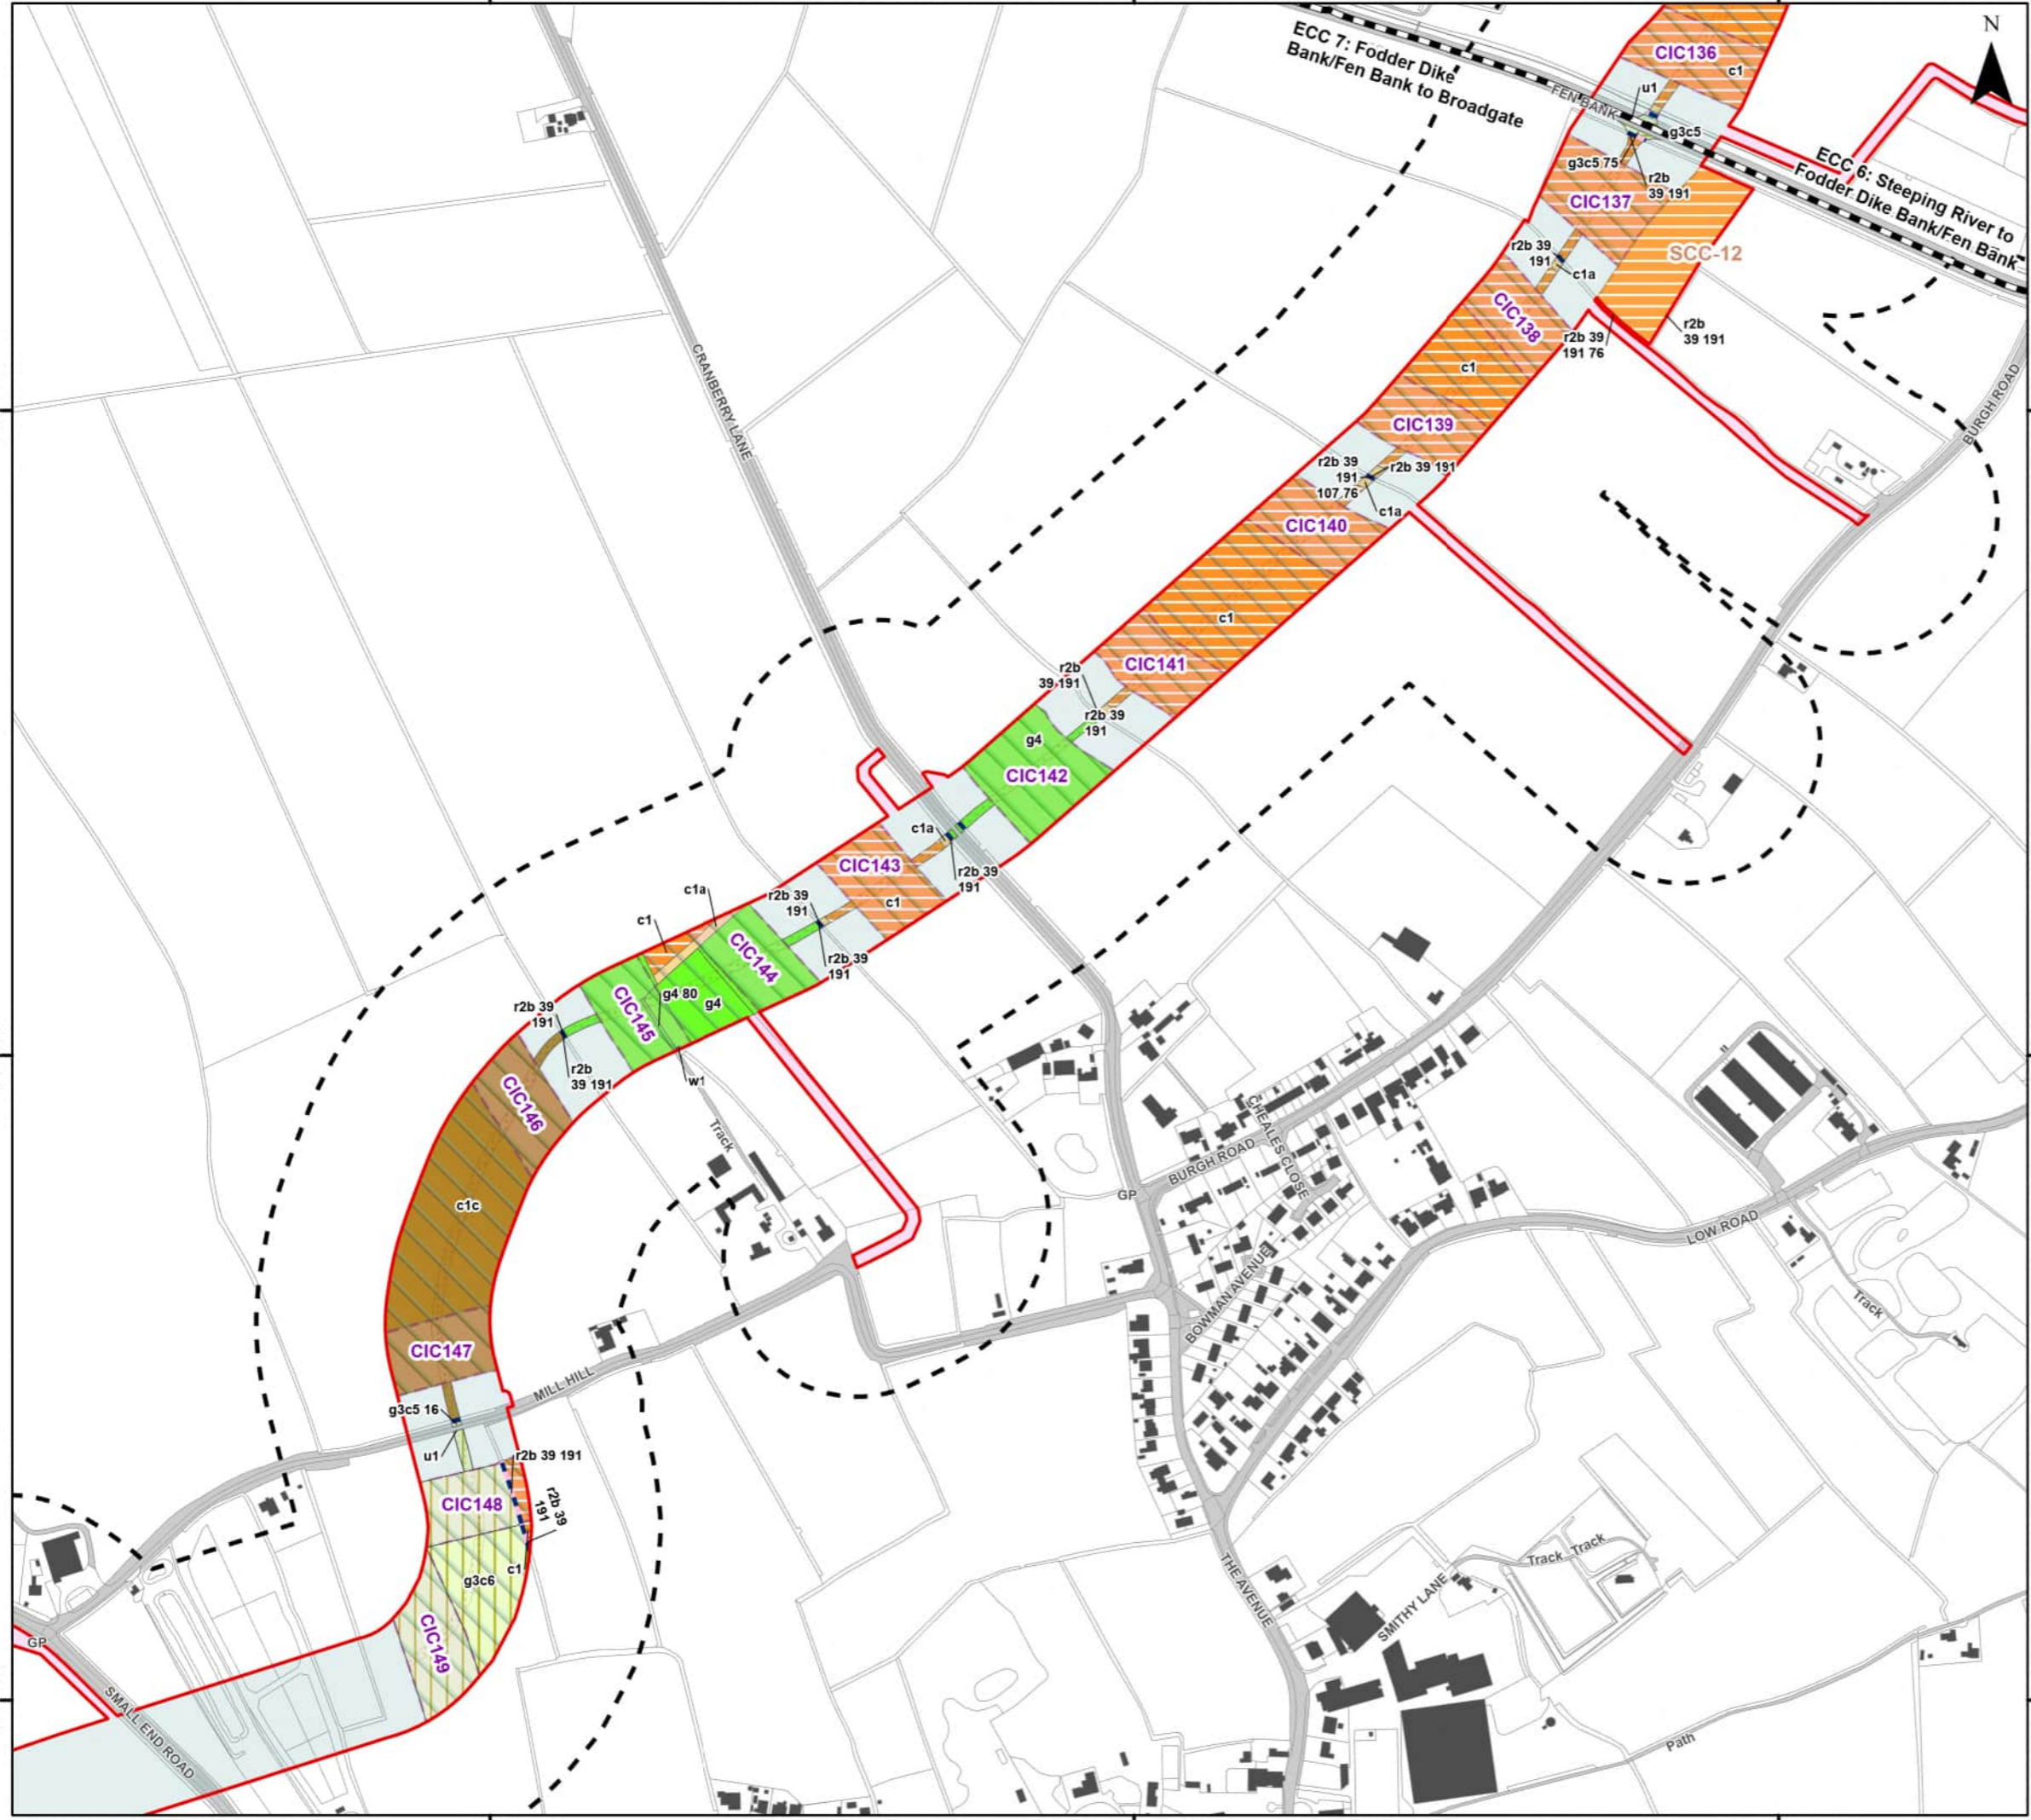 N
ECC 7: Fodder Dike
Bank/Fen Bank to Broadgate
CIC136
c1
u1
FEN BANK
g3c5
g3c5 75
r2b
39 191
ECC 6: Steeping River to
Fodder Dike Bank/Fen Bank
CIC137
SCC-12
r2b 39
191
c1a
CIC138
r2b 39
191 76
r2b
39 191
CRANBERRY LANE
BURGH ROAD
c1
CIC139
r2b 39
191
107 76
r2b 39 191
c1a
CIC140
c1
CIC141
r2b
39 191
r2b 39
191
g4
CIC142
c1a
CIC143
r2b 39
191
c1
c1a
r2b 39
191
c1
CIC144
r2b 39
191
g4 80
g4
CIC145
r2b 39
191
r2b
39 191
w1
CIC146
Track
CHEALES CLOSE
BURGH ROAD
GP
c1c
LOW ROAD
BOWMAN AVENUE
Track
CIC147
MILL HILL
g3c5 16
u1
r2b 39 191
CIC148
r2b 39
191
c1
g3c6
Track
Track
THE AVENUE
SMITHY LANE
CIC149
GP
SMALL END ROAD
Path